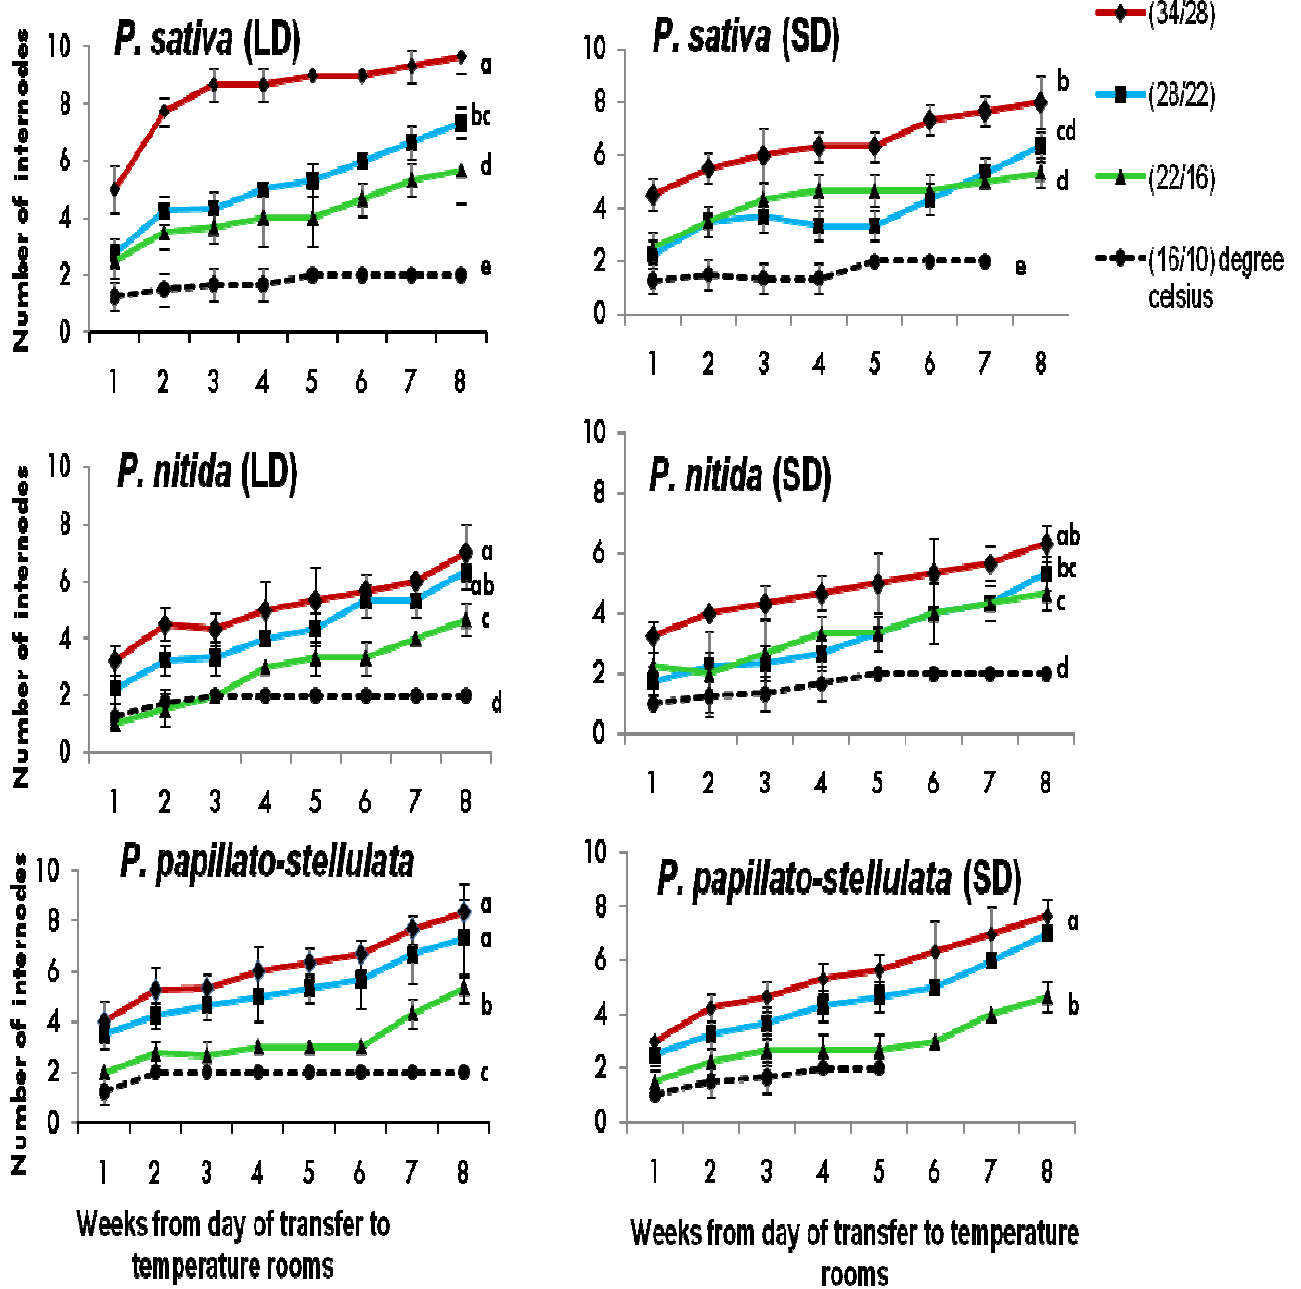 P. sativa (LD)
Number of internodes
10
8
6
4
2
0
a
bc
d
e
1 2 3 4 5 6 7 8
P. sativa (SD)
10
8
6
4
2
0
b
cd
d
e
1 2 3 4 5 6 7 8
(34/28)
(28/22)
(22/16)
(16/10) degree
celsius
P. nitida (LD)
Number of internodes
10
8
6
4
2
0
a
ab
c
d
1 2 3 4 5 6 7 8
P. nitida (SD)
10
8
6
4
2
0
ab
bc
c
d
1 2 3 4 5 6 7 8
P. papillato-stellulata
Number of internodes
10
8
6
4
2
0
a
a
b
c
1 2 3 4 5 6 7 8
Weeks from day of transfer to
temperature rooms
P. papillato-stellulata (SD)
10
8
6
4
2
0
a
b
1 2 3 4 5 6 7 8
Weeks from day of transfer to temperature
rooms